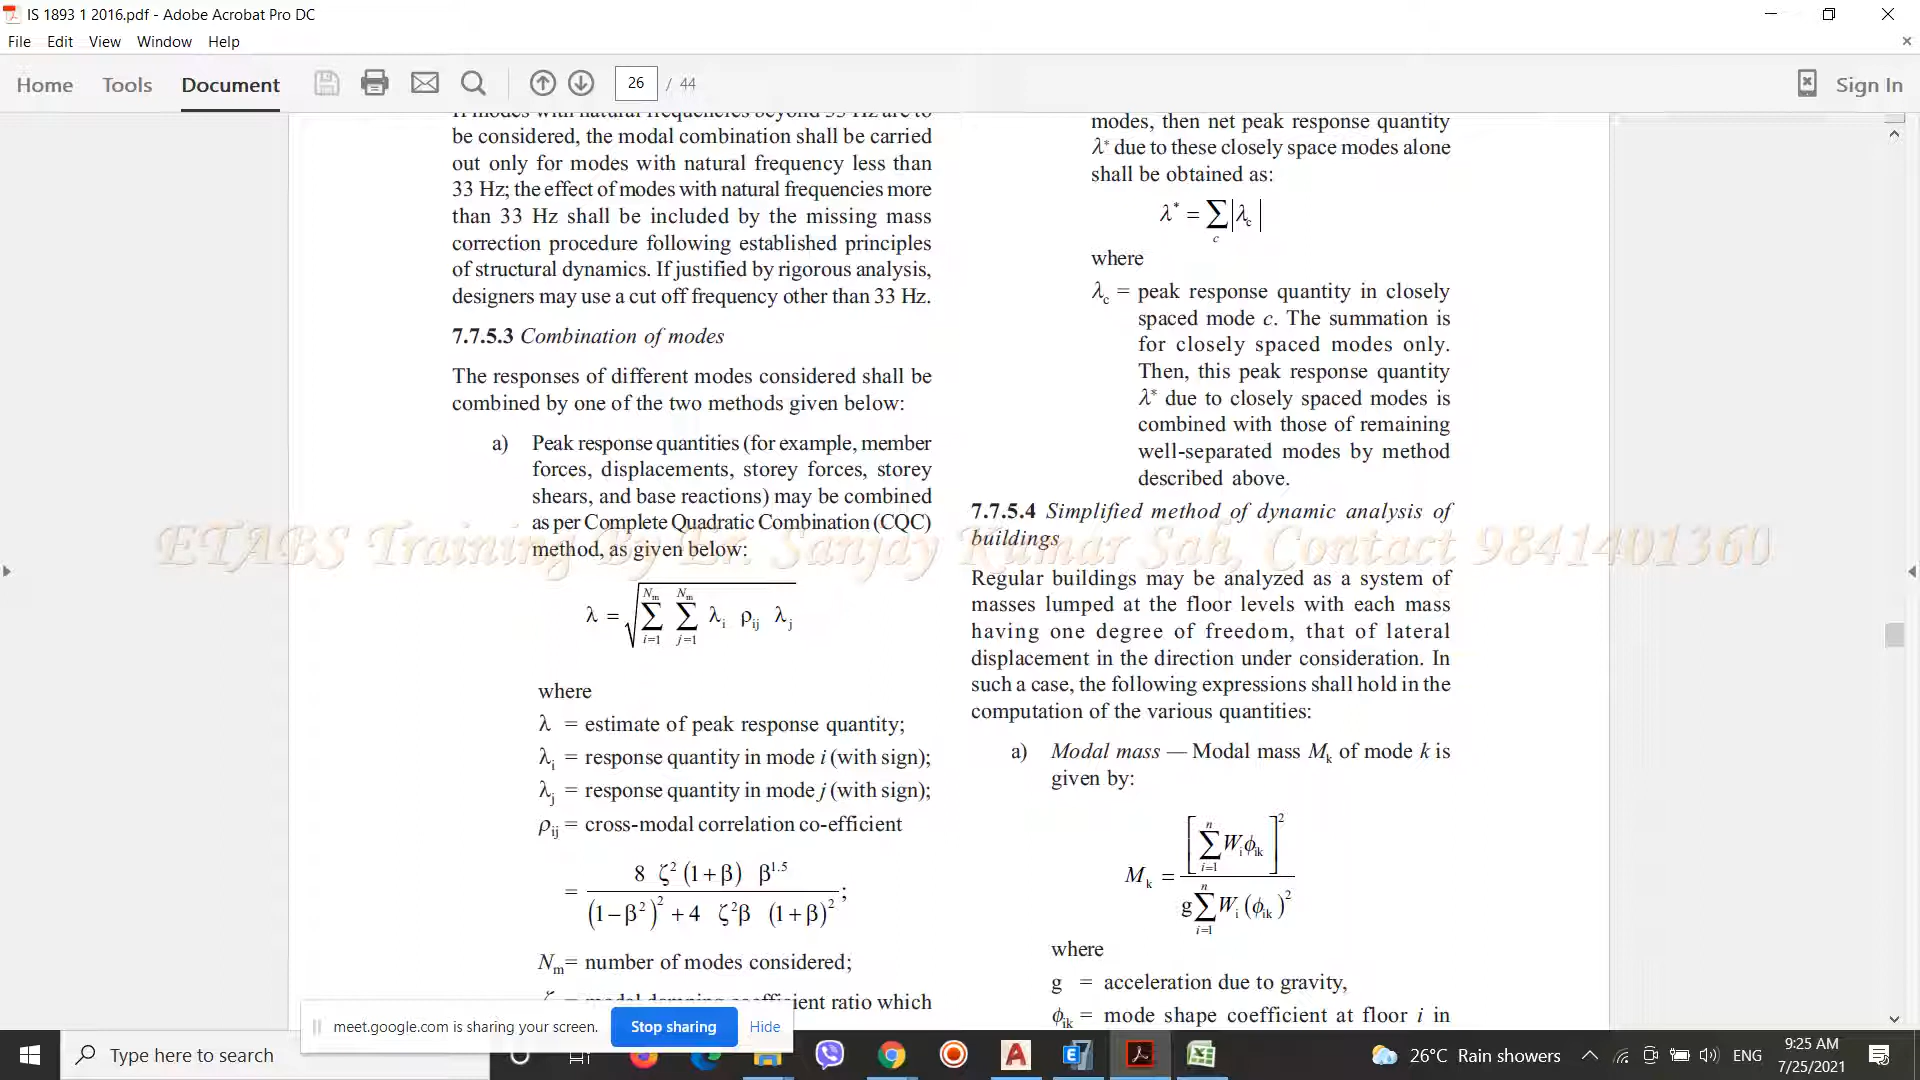 IS 1893 1 2016.pdf - Adobe Acrobat Pro DC
File Edit View Window Help
Home Tools Document 26 / 44 Sign In
If modes with natural frequencies beyond 33 Hz are to
be considered, the modal combination shall be carried
out only for modes with natural frequency less than
33 Hz; the effect of modes with natural frequencies more
than 33 Hz shall be included by the missing mass
correction procedure following established principles
of structural dynamics. If justified by rigorous analysis,
designers may use a cut off frequency other than 33 Hz.
7.7.5.3 Combination of modes
The responses of different modes considered shall be
combined by one of the two methods given below:
a) Peak response quantities (for example, member
forces, displacements, storey forces, storey
shears, and base reactions) may be combined
as per Complete Quadratic Combination (CQC)
method, as given below:
λ = √ Nm ∑ i=1 Nm ∑ j=1 λi ρij λj
where
λ = estimate of peak response quantity;
λi = response quantity in mode i (with sign);
λj = response quantity in mode j (with sign);
ρij = cross-modal correlation co-efficient
= 8 ζ² (1+β) β^1.5 / (1−β²)² + 4 ζ²β (1+β)² ;
Nm = number of modes considered;
ζ = modal damping coefficient ratio which
modes, then net peak response quantity
λ* due to these closely space modes alone
shall be obtained as:
λ* = ∑ c |λc|
where
λc = peak response quantity in closely
spaced mode c. The summation is
for closely spaced modes only.
Then, this peak response quantity
λ* due to closely spaced modes is
combined with those of remaining
well-separated modes by method
described above.
7.7.5.4 Simplified method of dynamic analysis of
buildings
Regular buildings may be analyzed as a system of
masses lumped at the floor levels with each mass
having one degree of freedom, that of lateral
displacement in the direction under consideration. In
such a case, the following expressions shall hold in the
computation of the various quantities:
a) Modal mass — Modal mass Mk of mode k is
given by:
Mk = [ n ∑ i=1 Wi ϕik ]² / g n ∑ i=1 Wi (ϕik)²
where
g = acceleration due to gravity,
ϕik = mode shape coefficient at floor i in
ETABS Training By Er. Sanjay Kumar Sah, Contact 9841401360
meet.google.com is sharing your screen. Stop sharing Hide
Type here to search
26°C Rain showers ENG 9:25 AM
7/25/2021